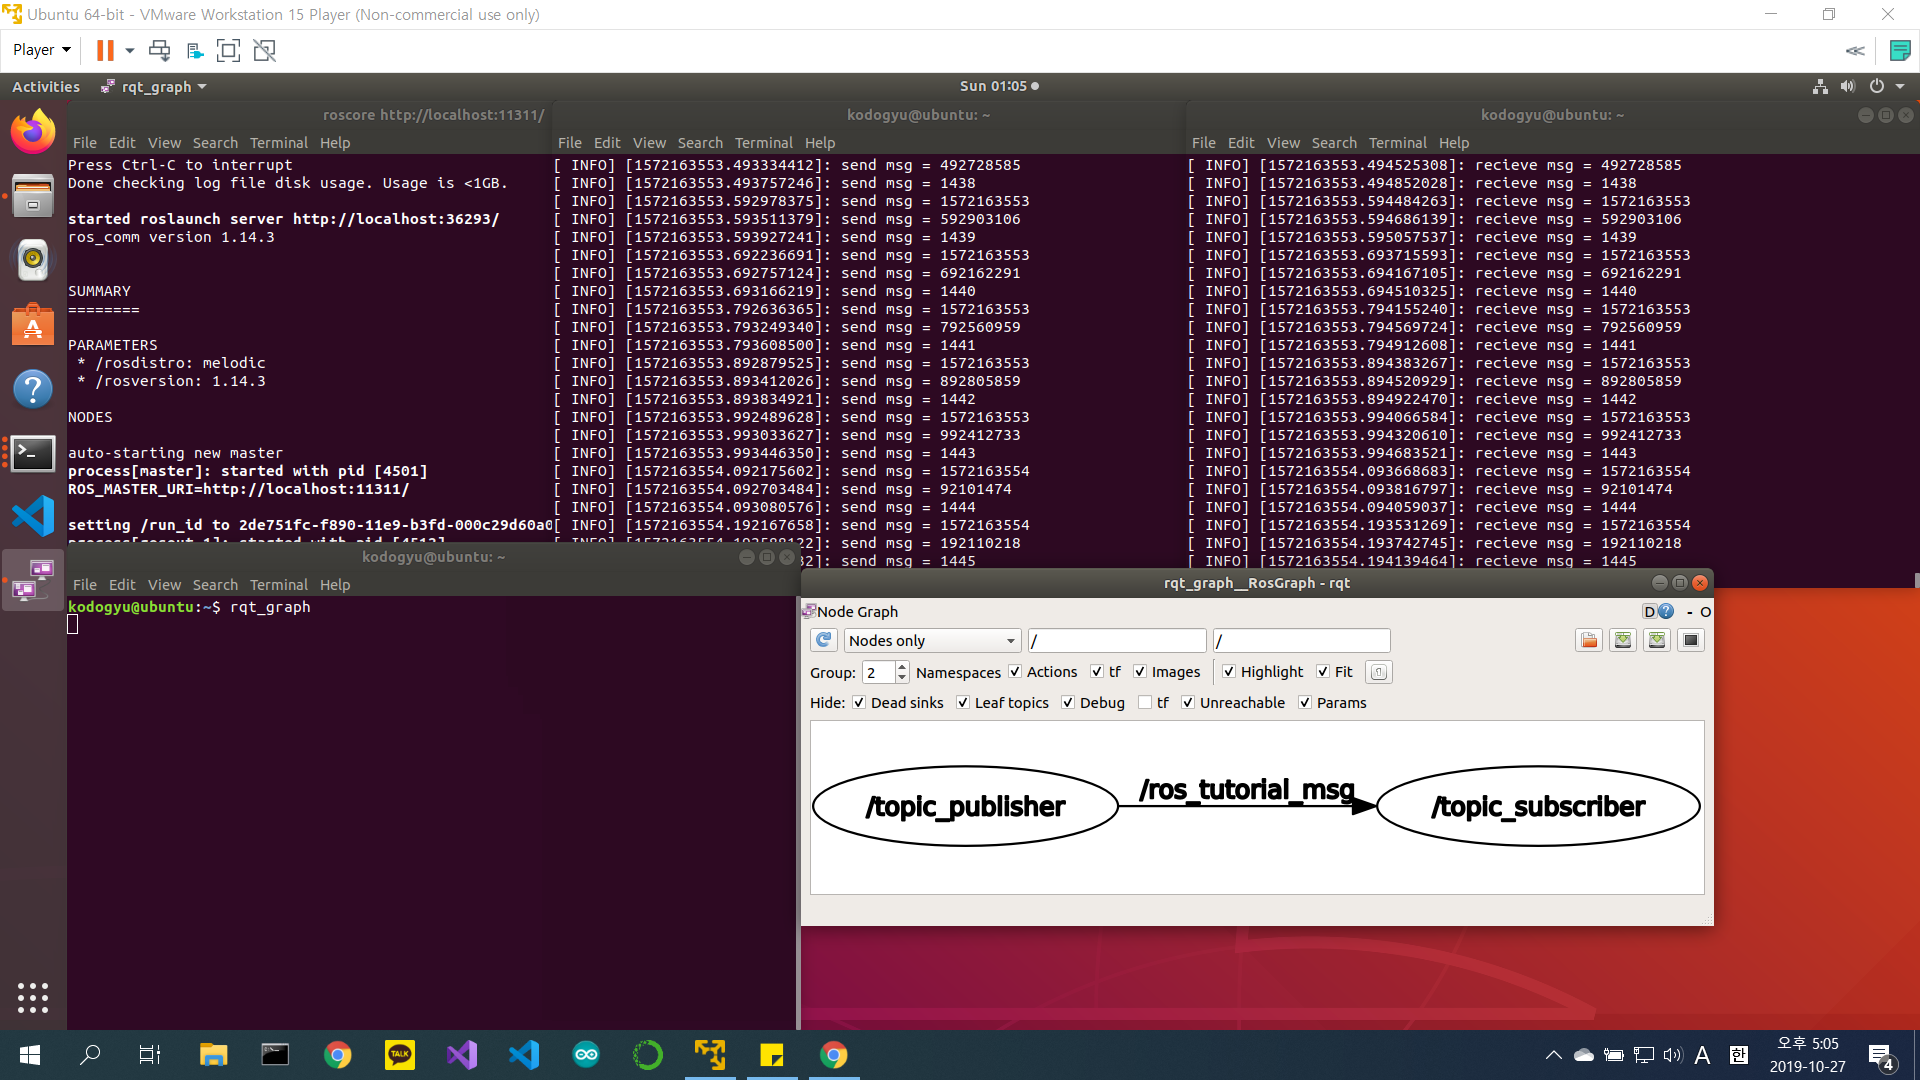 Ubuntu 64-bit - VMware Workstation 15 Player (Non-commercial use only)
Player
Activities rqt_graph Sun 01:05
roscore http://localhost:11311/
File Edit View Search Terminal Help
Press Ctrl-C to interrupt
Done checking log file disk usage. Usage is <1GB.
started roslaunch server http://localhost:36293/
ros_comm version 1.14.3
SUMMARY
========
PARAMETERS
* /rosdistro: melodic
* /rosversion: 1.14.3
NODES
auto-starting new master
process[master]: started with pid [4501]
ROS_MASTER_URI=http://localhost:11311/
setting /run_id to 2de751fc-f890-11e9-b3fd-000c29d60a0
kodogyu@ubuntu: ~
File Edit View Search Terminal Help
[ INFO] [1572163553.493334412]: send msg = 492728585
[ INFO] [1572163553.493757246]: send msg = 1438
[ INFO] [1572163553.592978375]: send msg = 1572163553
[ INFO] [1572163553.593511379]: send msg = 592903106
[ INFO] [1572163553.593927241]: send msg = 1439
[ INFO] [1572163553.692236691]: send msg = 1572163553
[ INFO] [1572163553.692757124]: send msg = 692162291
[ INFO] [1572163553.693166219]: send msg = 1440
[ INFO] [1572163553.792636365]: send msg = 1572163553
[ INFO] [1572163553.793249340]: send msg = 792560959
[ INFO] [1572163553.793608500]: send msg = 1441
[ INFO] [1572163553.892879525]: send msg = 1572163553
[ INFO] [1572163553.893412026]: send msg = 892805859
[ INFO] [1572163553.893834921]: send msg = 1442
[ INFO] [1572163553.992489628]: send msg = 1572163553
[ INFO] [1572163553.993033627]: send msg = 992412733
[ INFO] [1572163553.993446350]: send msg = 1443
[ INFO] [1572163554.092175602]: send msg = 1572163554
[ INFO] [1572163554.092703484]: send msg = 92101474
[ INFO] [1572163554.093080576]: send msg = 1444
[ INFO] [1572163554.192167658]: send msg = 1572163554
send msg = 192110218
32]: send msg = 1445
kodogyu@ubuntu: ~
File Edit View Search Terminal Help
[ INFO] [1572163553.494525308]: recieve msg = 492728585
[ INFO] [1572163553.494852028]: recieve msg = 1438
[ INFO] [1572163553.594484263]: recieve msg = 1572163553
[ INFO] [1572163553.594686139]: recieve msg = 592903106
[ INFO] [1572163553.595057537]: recieve msg = 1439
[ INFO] [1572163553.693715593]: recieve msg = 1572163553
[ INFO] [1572163553.694167105]: recieve msg = 692162291
[ INFO] [1572163553.694510325]: recieve msg = 1440
[ INFO] [1572163553.794155240]: recieve msg = 1572163553
[ INFO] [1572163553.794569724]: recieve msg = 792560959
[ INFO] [1572163553.794912608]: recieve msg = 1441
[ INFO] [1572163553.894383267]: recieve msg = 1572163553
[ INFO] [1572163553.894520929]: recieve msg = 892805859
[ INFO] [1572163553.894922470]: recieve msg = 1442
[ INFO] [1572163553.994066584]: recieve msg = 1572163553
[ INFO] [1572163553.994320610]: recieve msg = 992412733
[ INFO] [1572163553.994683521]: recieve msg = 1443
[ INFO] [1572163554.093668683]: recieve msg = 1572163554
[ INFO] [1572163554.093816797]: recieve msg = 92101474
[ INFO] [1572163554.094059037]: recieve msg = 1444
[ INFO] [1572163554.193531269]: recieve msg = 1572163554
[ INFO] [1572163554.193742745]: recieve msg = 192110218
[ INFO] [1572163554.194139464]: recieve msg = 1445
kodogyu@ubuntu: ~
File Edit View Search Terminal Help
kodogyu@ubuntu:~$ rqt_graph
rqt_graph__RosGraph - rqt
Node Graph D ? - O
Nodes only / /
Group: 2 Namespaces Actions tf Images Highlight Fit
Hide: Dead sinks Leaf topics Debug tf Unreachable Params
/topic_publisher
/ros_tutorial_msg
/topic_subscriber
TALK
A 한 오후 5:05
2019-10-27
4